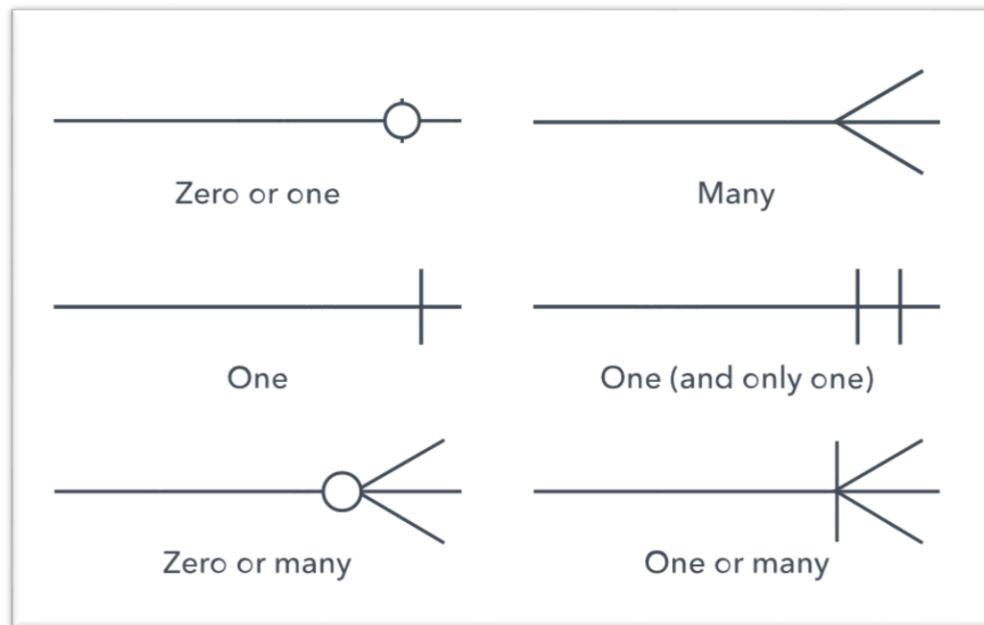 Zero or one
Many
One
One (and only one)
Zero or many
One or many